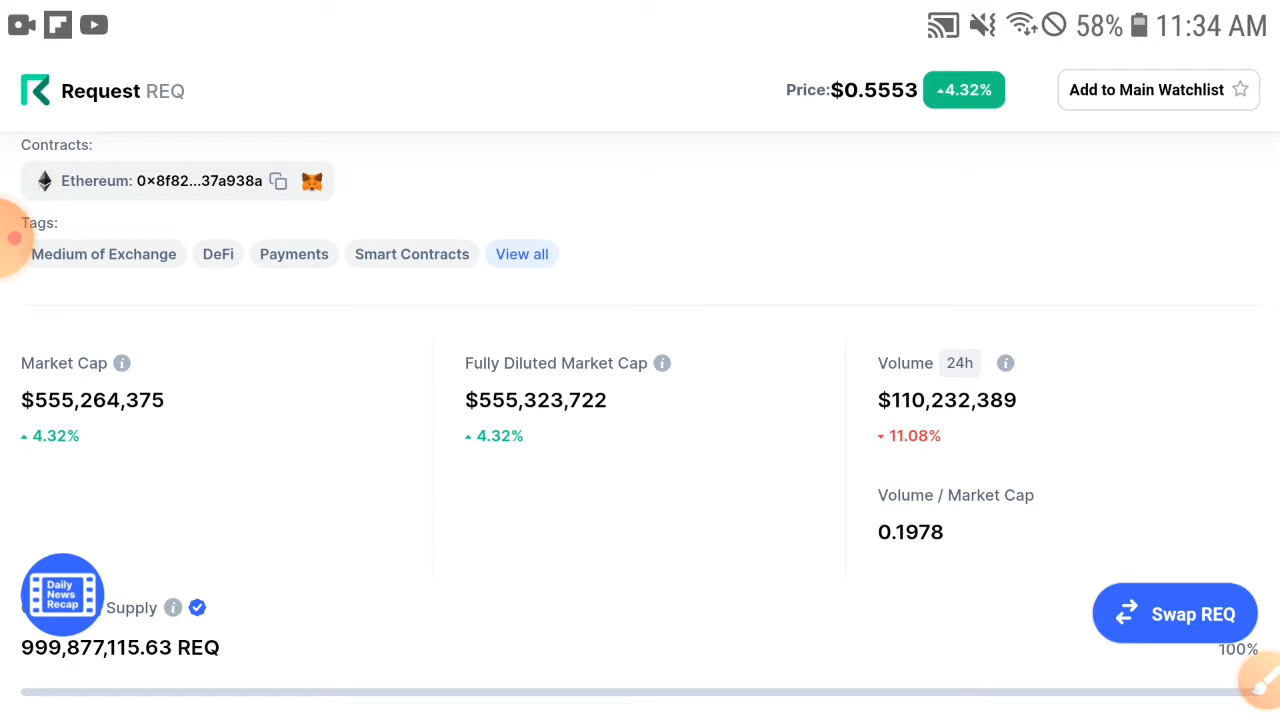 58% 11:34 AM
Request REQ
Price:$0.5553 4.32%
Add to Main Watchlist
Contracts:
Ethereum: 0×8f82...37a938a
Tags:
Medium of Exchange DeFi Payments Smart Contracts View all
Market Cap
$555,264,375
4.32%
Fully Diluted Market Cap
$555,323,722
4.32%
Volume 24h
$110,232,389
11.08%
Volume / Market Cap
0.1978
Daily
News
Recap
Supply
999,877,115.63 REQ
Swap REQ
100%